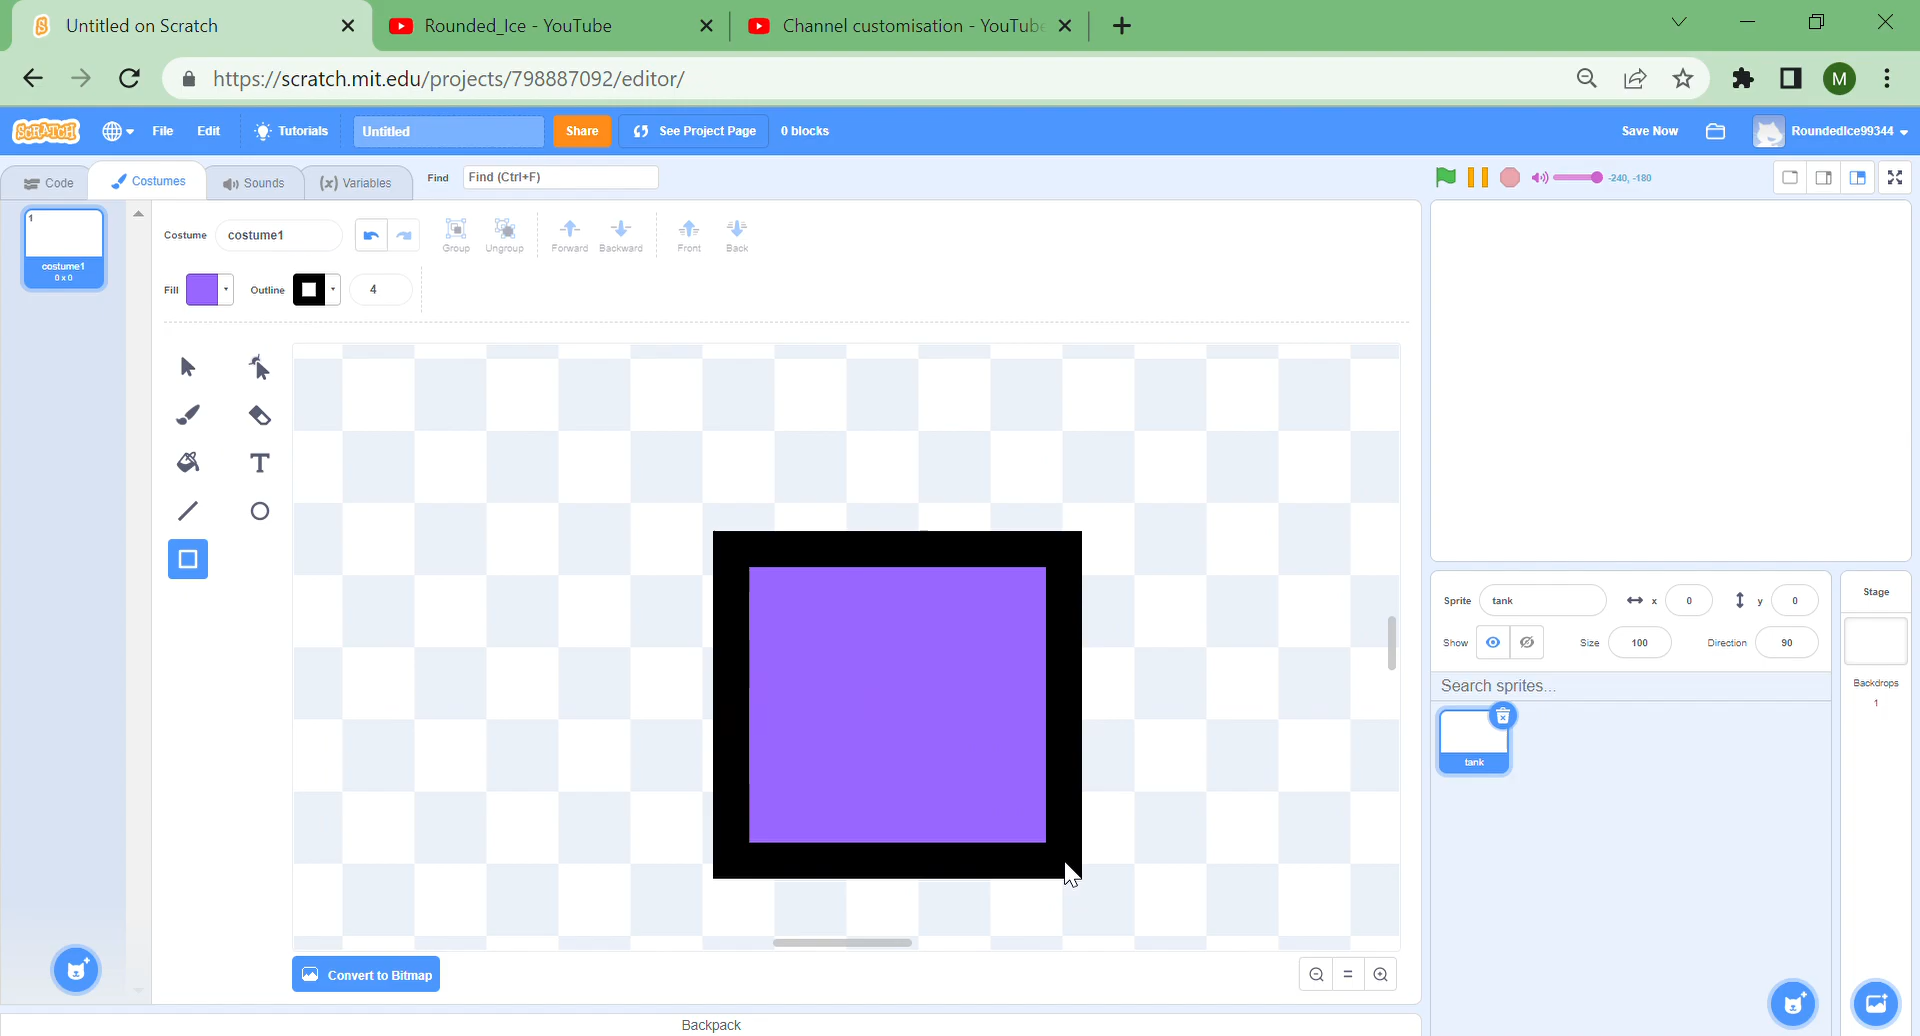 Untitled on Scratch
Rounded_Ice - YouTube
Channel customisation - YouTube
https://scratch.mit.edu/projects/798887092/editor/
M
SCRATCH
File
Edit
Tutorials
Untitled
Share
See Project Page
0 blocks
Save Now
RoundedIce99344
Code
Costumes
Sounds
(x) Variables
Find
Find (Ctrl+F)
-240, -180
1
costume1
0 x 0
Costume
costume1
Group
Ungroup
Forward
Backward
Front
Back
Fill
Outline
4
T
Convert to Bitmap
=
Backpack
Sprite
tank
x
0
y
0
Show
Size
100
Direction
90
Search sprites...
tank
Stage
Backdrops
1